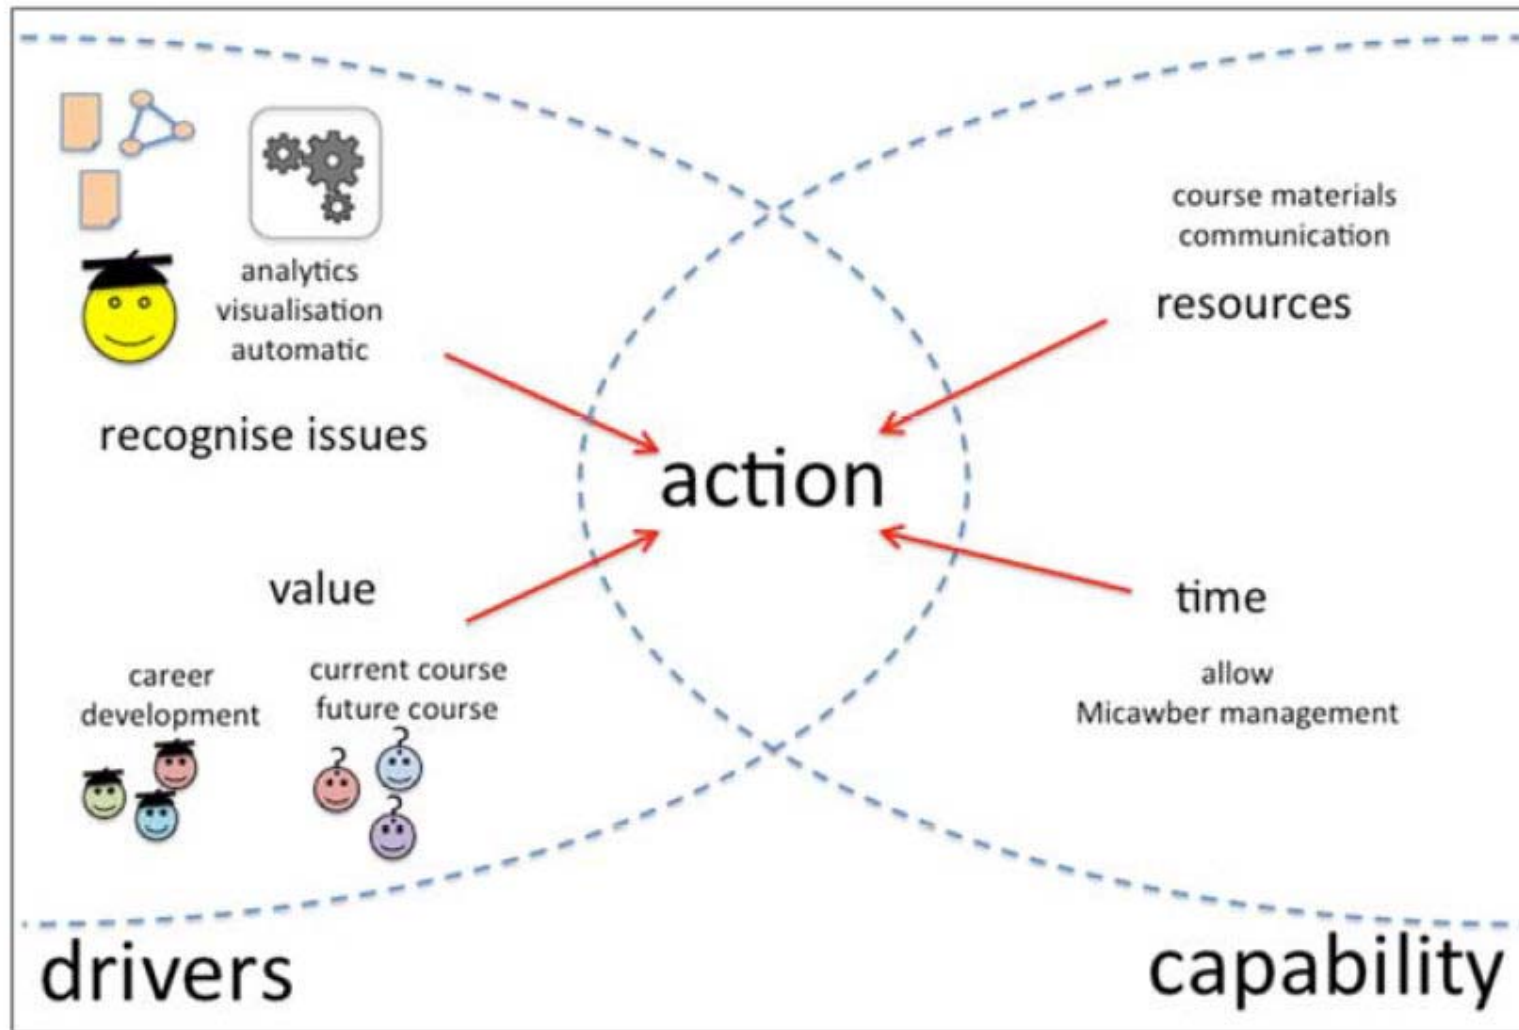 analytics
visualisation
automatic
recognise issues
value
career
development
current course
future course
?
?
?
drivers
action
course materials
communication
resources
time
allow
Micawber management
capability